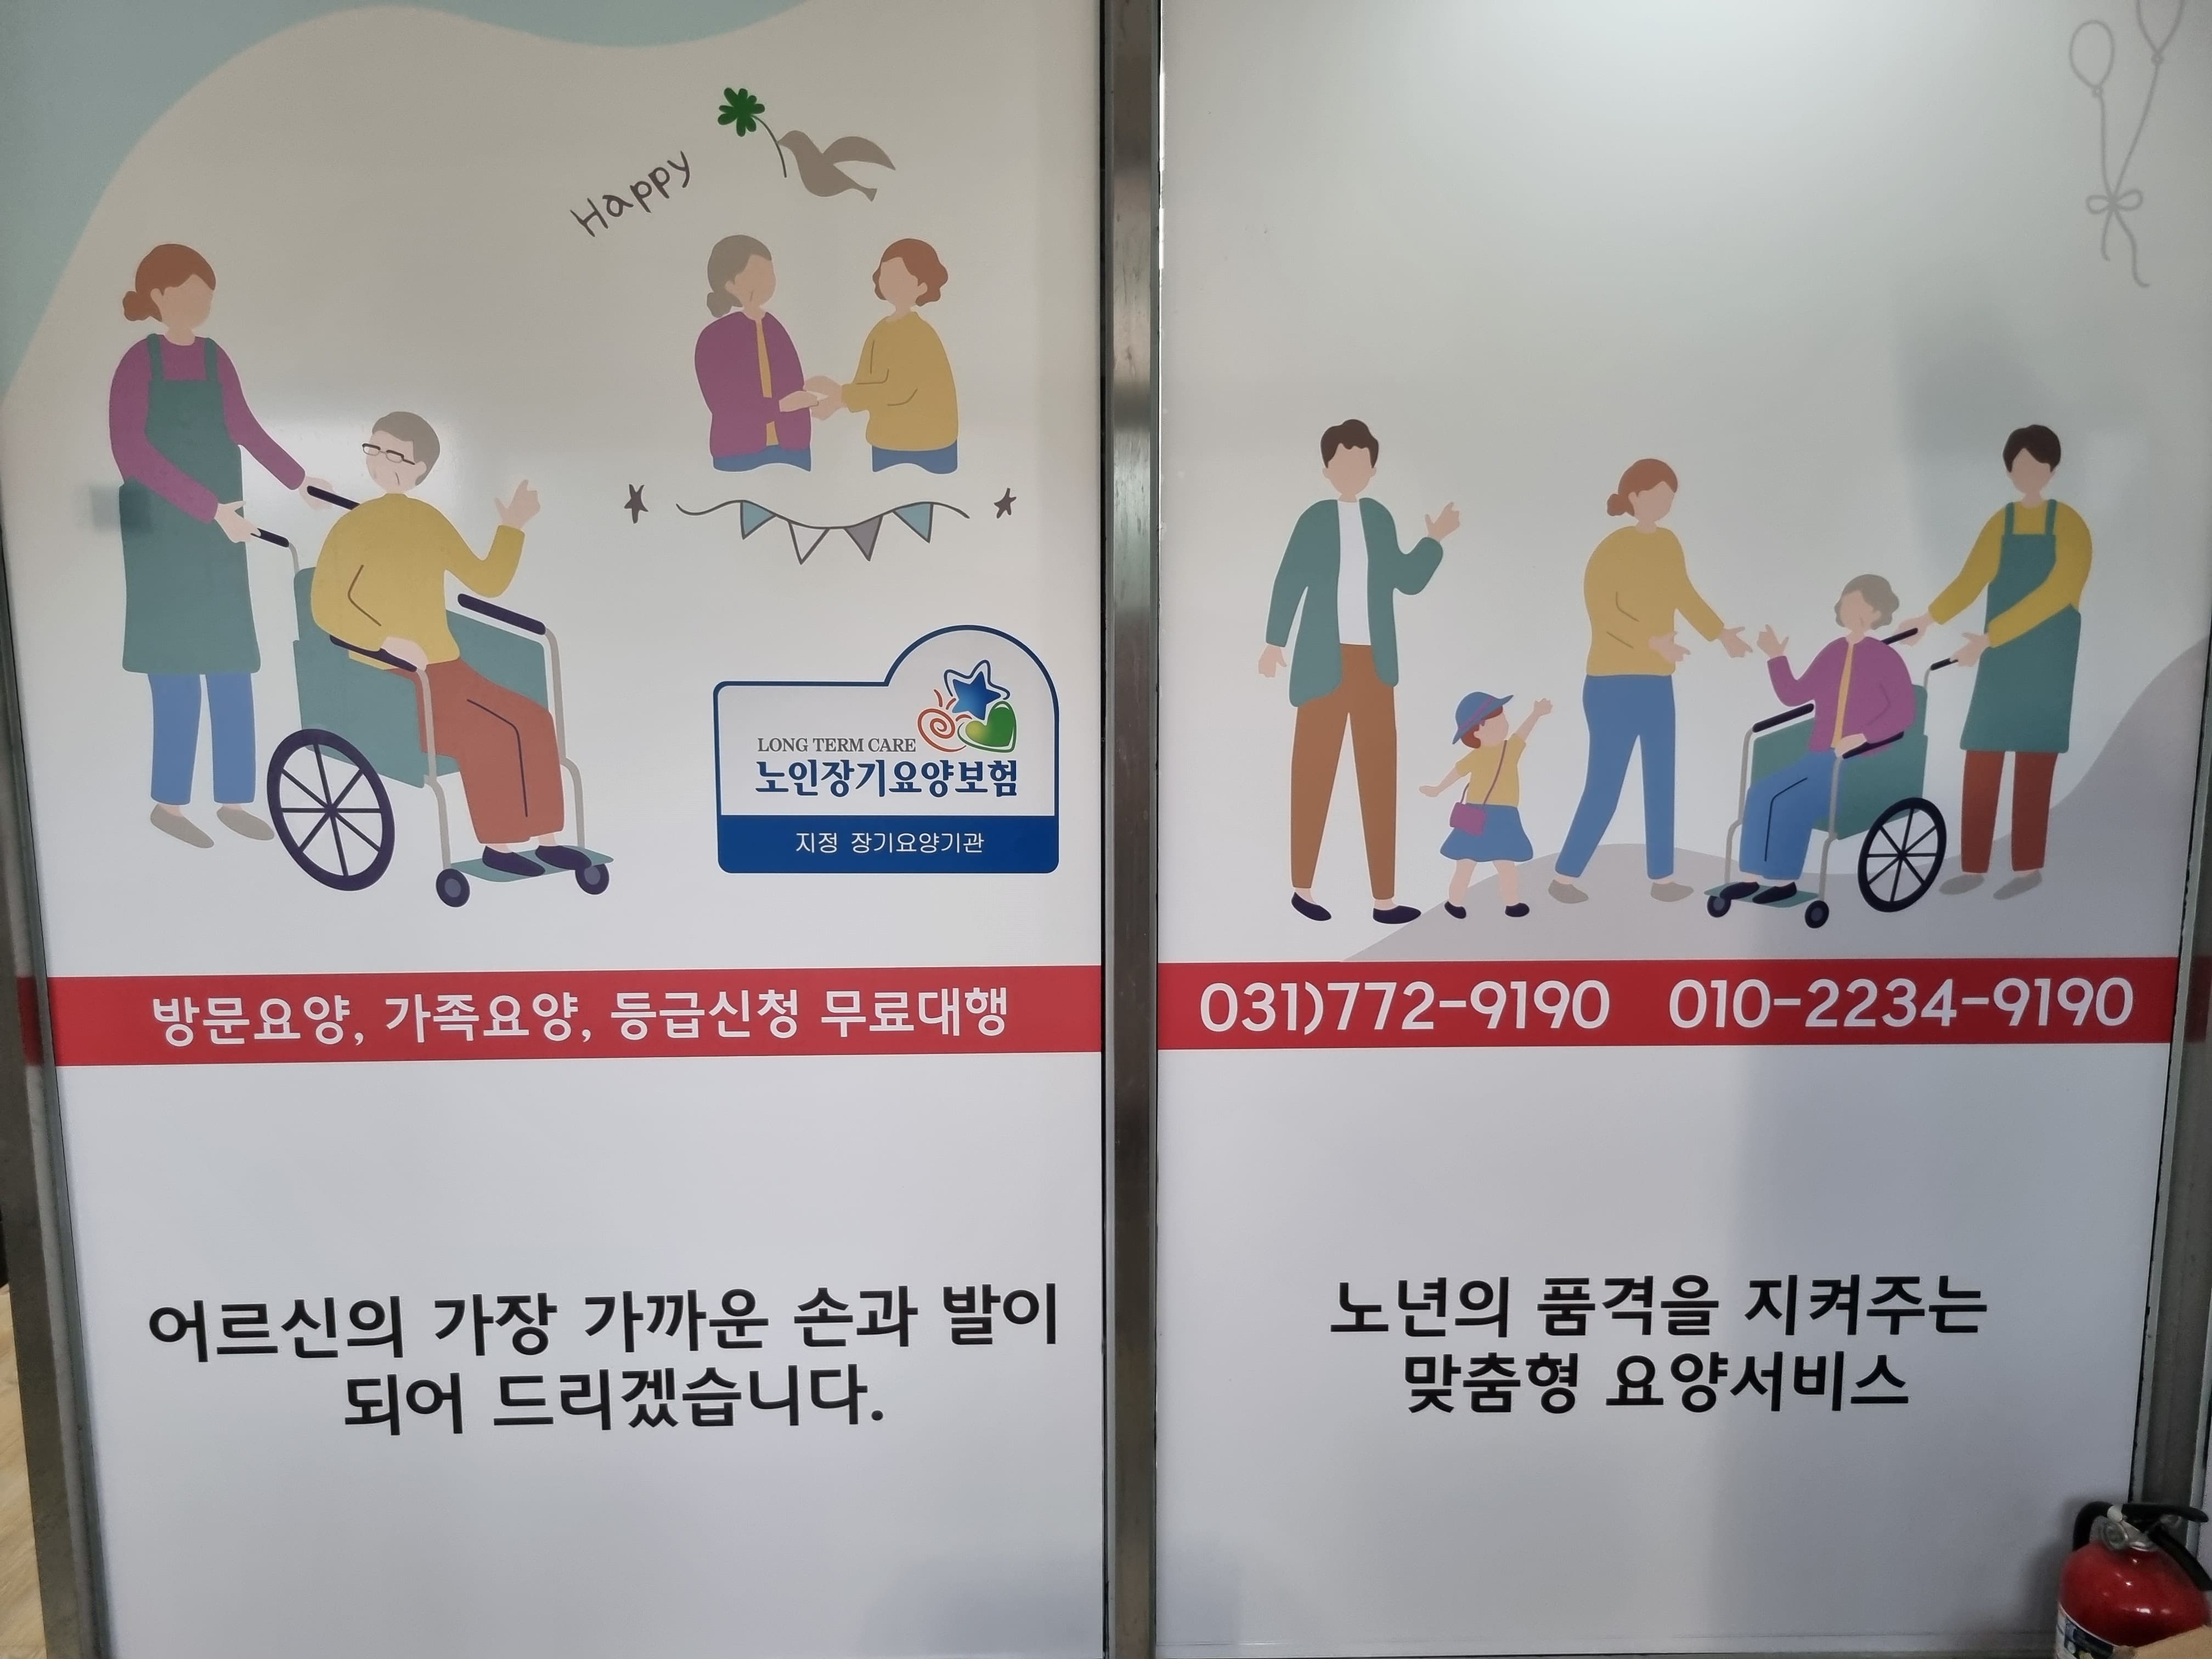 Happy
LONG TERM CARE
노인장기요양보험
지정 장기요양기관
방문요양, 가족요양, 등급신청 무료대행
어르신의 가장 가까운 손과 발이
되어 드리겠습니다.
031)772-9190 010-2234-9190
노년의 품격을 지켜주는
맞춤형 요양서비스